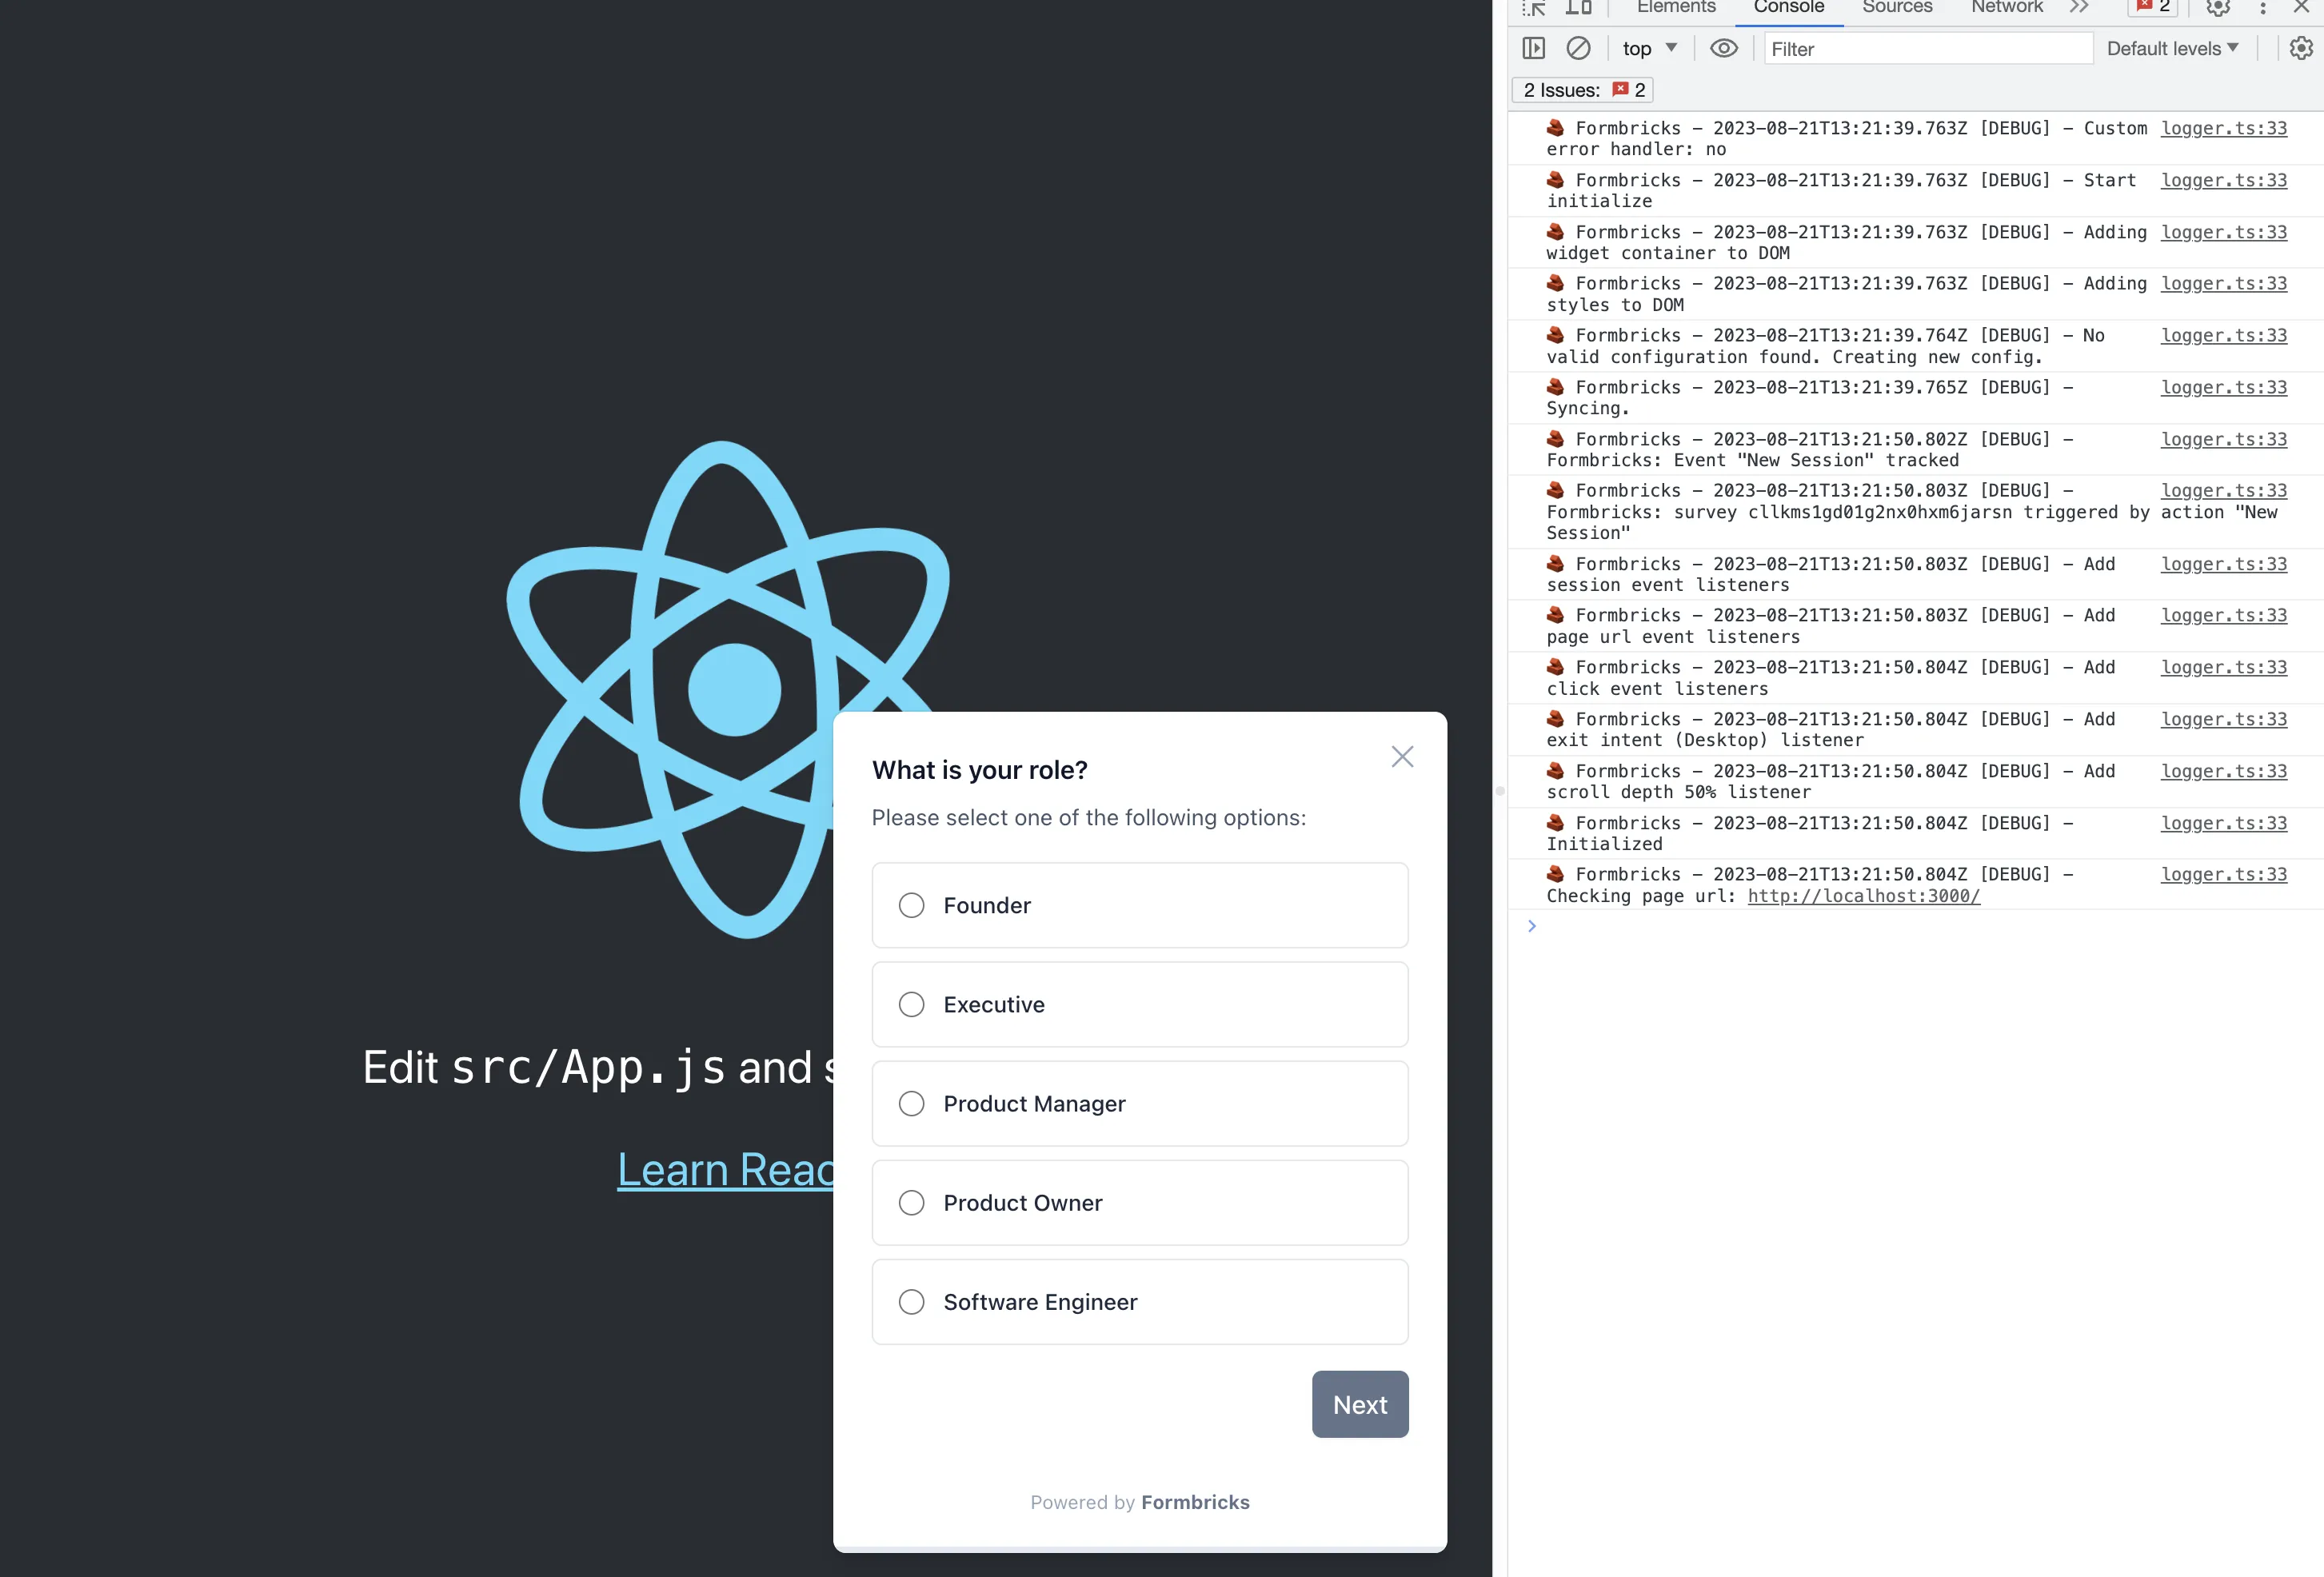 Edit src/App.js and s
Learn Reac
What is your role?
Please select one of the following options:
Founder
Executive
Product Manager
Product Owner
Software Engineer
Next
Powered by Formbricks
Elements Console Sources Network 2
top Filter Default levels
2 Issues: 2
Formbricks - 2023-08-21T13:21:39.763Z [DEBUG] - Custom logger.ts:33
error handler: no
Formbricks - 2023-08-21T13:21:39.763Z [DEBUG] - Start logger.ts:33
initialize
Formbricks - 2023-08-21T13:21:39.763Z [DEBUG] - Adding logger.ts:33
widget container to DOM
Formbricks - 2023-08-21T13:21:39.763Z [DEBUG] - Adding logger.ts:33
styles to DOM
Formbricks - 2023-08-21T13:21:39.764Z [DEBUG] - No logger.ts:33
valid configuration found. Creating new config.
Formbricks - 2023-08-21T13:21:39.765Z [DEBUG] - logger.ts:33
Syncing.
Formbricks - 2023-08-21T13:21:50.802Z [DEBUG] - logger.ts:33
Formbricks: Event "New Session" tracked
Formbricks - 2023-08-21T13:21:50.803Z [DEBUG] - logger.ts:33
Formbricks: survey cllkms1gd01g2nx0hxm6jarsn triggered by action "New
Session"
Formbricks - 2023-08-21T13:21:50.803Z [DEBUG] - Add logger.ts:33
session event listeners
Formbricks - 2023-08-21T13:21:50.803Z [DEBUG] - Add logger.ts:33
page url event listeners
Formbricks - 2023-08-21T13:21:50.804Z [DEBUG] - Add logger.ts:33
click event listeners
Formbricks - 2023-08-21T13:21:50.804Z [DEBUG] - Add logger.ts:33
exit intent (Desktop) listener
Formbricks - 2023-08-21T13:21:50.804Z [DEBUG] - Add logger.ts:33
scroll depth 50% listener
Formbricks - 2023-08-21T13:21:50.804Z [DEBUG] - logger.ts:33
Initialized
Formbricks - 2023-08-21T13:21:50.804Z [DEBUG] - logger.ts:33
Checking page url: http://localhost:3000/